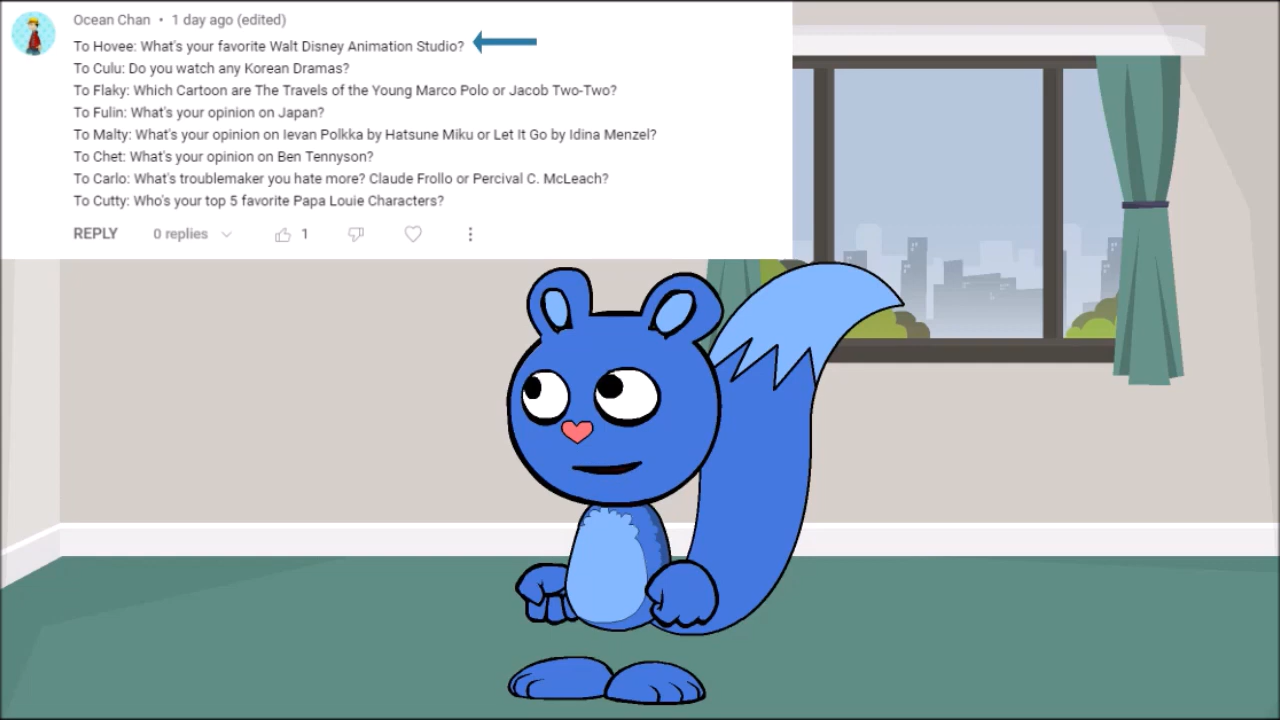 Ocean Chan • 1 day ago (edited)
To Hovee: What's your favorite Walt Disney Animation Studio?
To Culu: Do you watch any Korean Dramas?
To Flaky: Which Cartoon are The Travels of the Young Marco Polo or Jacob Two-Two?
To Fulin: What's your opinion on Japan?
To Malty: What's your opinion on Ievan Polkka by Hatsune Miku or Let It Go by Idina Menzel?
To Chet: What's your opinion on Ben Tennyson?
To Carlo: What's troublemaker you hate more? Claude Frollo or Percival C. McLeach?
To Cutty: Who's your top 5 favorite Papa Louie Characters?
REPLY 0 replies 1